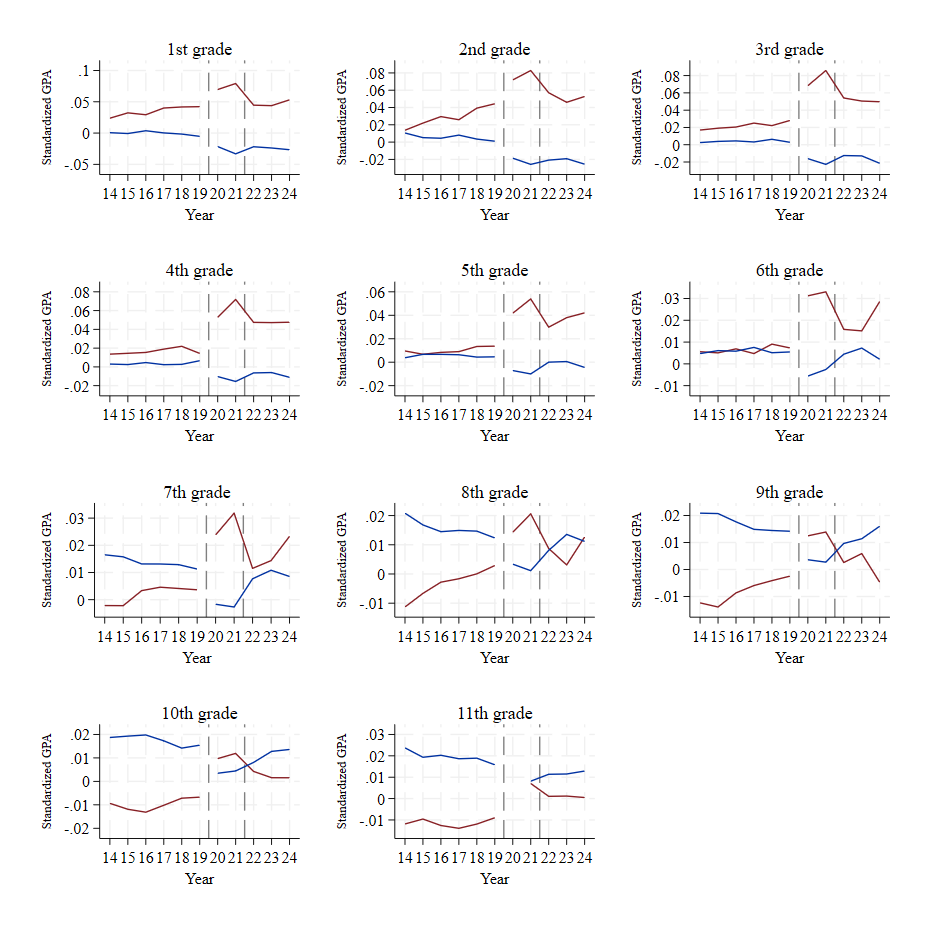 1st grade
Standardized GPA
.1
.05
0
-.05
14 15 16 17 18 19 20 21 22 23 24
Year
2nd grade
Standardized GPA
.08
.06
.04
.02
0
-.02
14 15 16 17 18 19 20 21 22 23 24
Year
3rd grade
Standardized GPA
.08
.06
.04
.02
0
-.02
14 15 16 17 18 19 20 21 22 23 24
Year
4th grade
Standardized GPA
.08
.06
.04
.02
0
-.02
14 15 16 17 18 19 20 21 22 23 24
Year
5th grade
Standardized GPA
.06
.04
.02
0
-.02
14 15 16 17 18 19 20 21 22 23 24
Year
6th grade
Standardized GPA
.03
.02
.01
0
-.01
14 15 16 17 18 19 20 21 22 23 24
Year
7th grade
Standardized GPA
.03
.02
.01
0
14 15 16 17 18 19 20 21 22 23 24
Year
8th grade
Standardized GPA
.02
.01
0
-.01
14 15 16 17 18 19 20 21 22 23 24
Year
9th grade
Standardized GPA
.02
.01
0
-.01
14 15 16 17 18 19 20 21 22 23 24
Year
10th grade
Standardized GPA
.02
.01
0
-.01
-.02
14 15 16 17 18 19 20 21 22 23 24
Year
11th grade
Standardized GPA
.03
.02
.01
0
-.01
14 15 16 17 18 19 20 21 22 23 24
Year